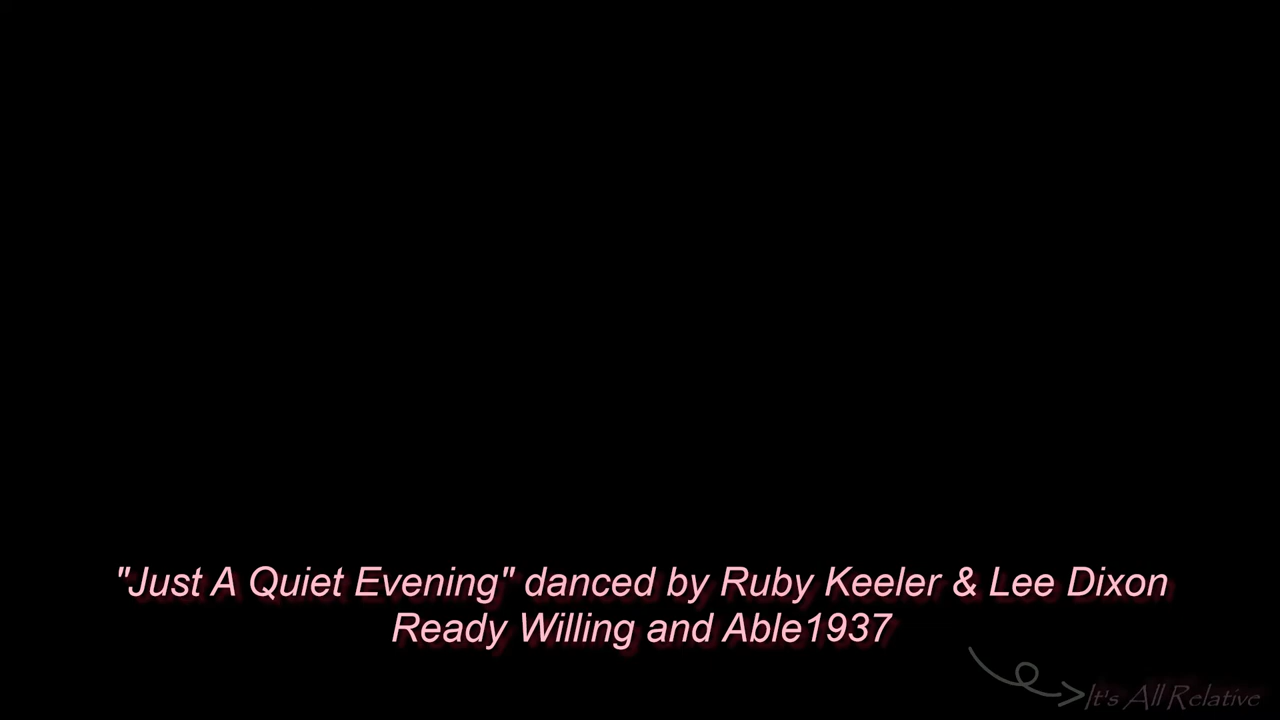 "Just A Quiet Evening" danced by Ruby Keeler & Lee Dixon
Ready Willing and Able1937
It's All Relative